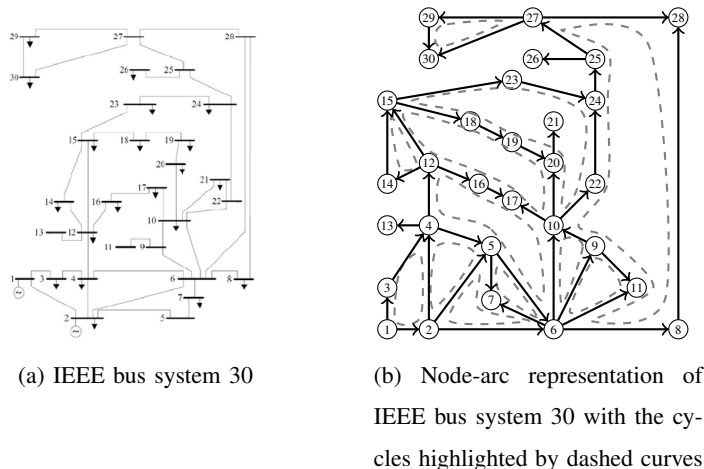 29 27 28
30 26 25
23 24
15 18 19
20
21
17
14 16 22
10
13 12 11 9
1 3 4 6 8
7
2 5
29 27 28
30 26 25
23
15 24
18 21
19
12 20
14 16 22
17
13 4 10
5 9
3 7 11
1 2 6 8
(a) IEEE bus system 30
(b) Node-arc representation of
IEEE bus system 30 with the cy-
cles highlighted by dashed curves